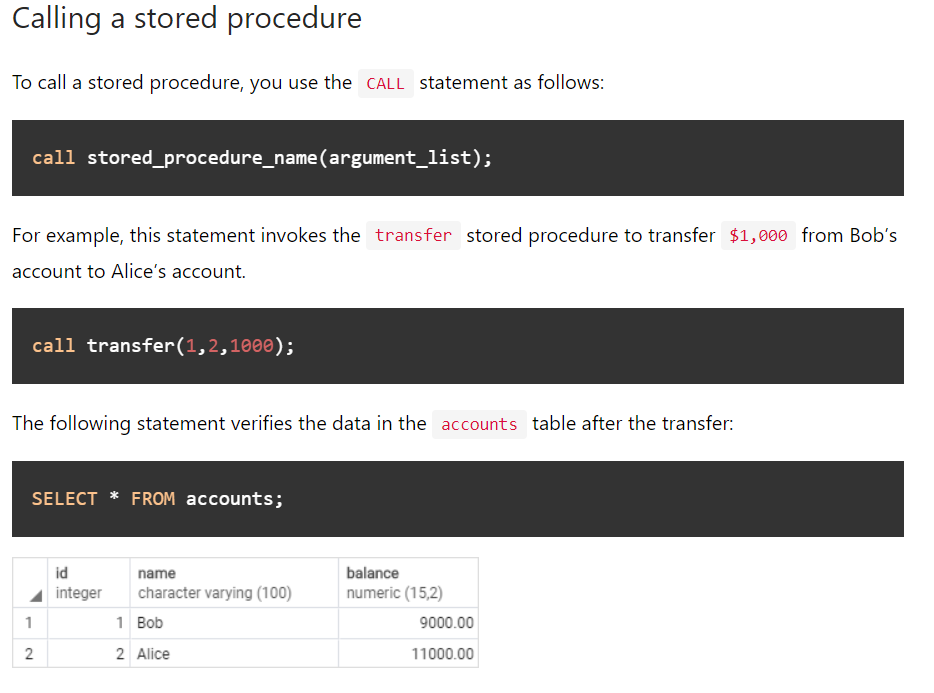 Calling a stored procedure
To call a stored procedure, you use the CALL statement as follows:
call stored_procedure_name(argument_list);
For example, this statement invokes the transfer stored procedure to transfer $1,000 from Bob’s
account to Alice’s account.
call transfer(1,2,1000);
The following statement verifies the data in the accounts table after the transfer:
SELECT * FROM accounts;
id name balance
integer character varying (100) numeric (15,2)
1 1 Bob 9000.00
2 2 Alice 11000.00